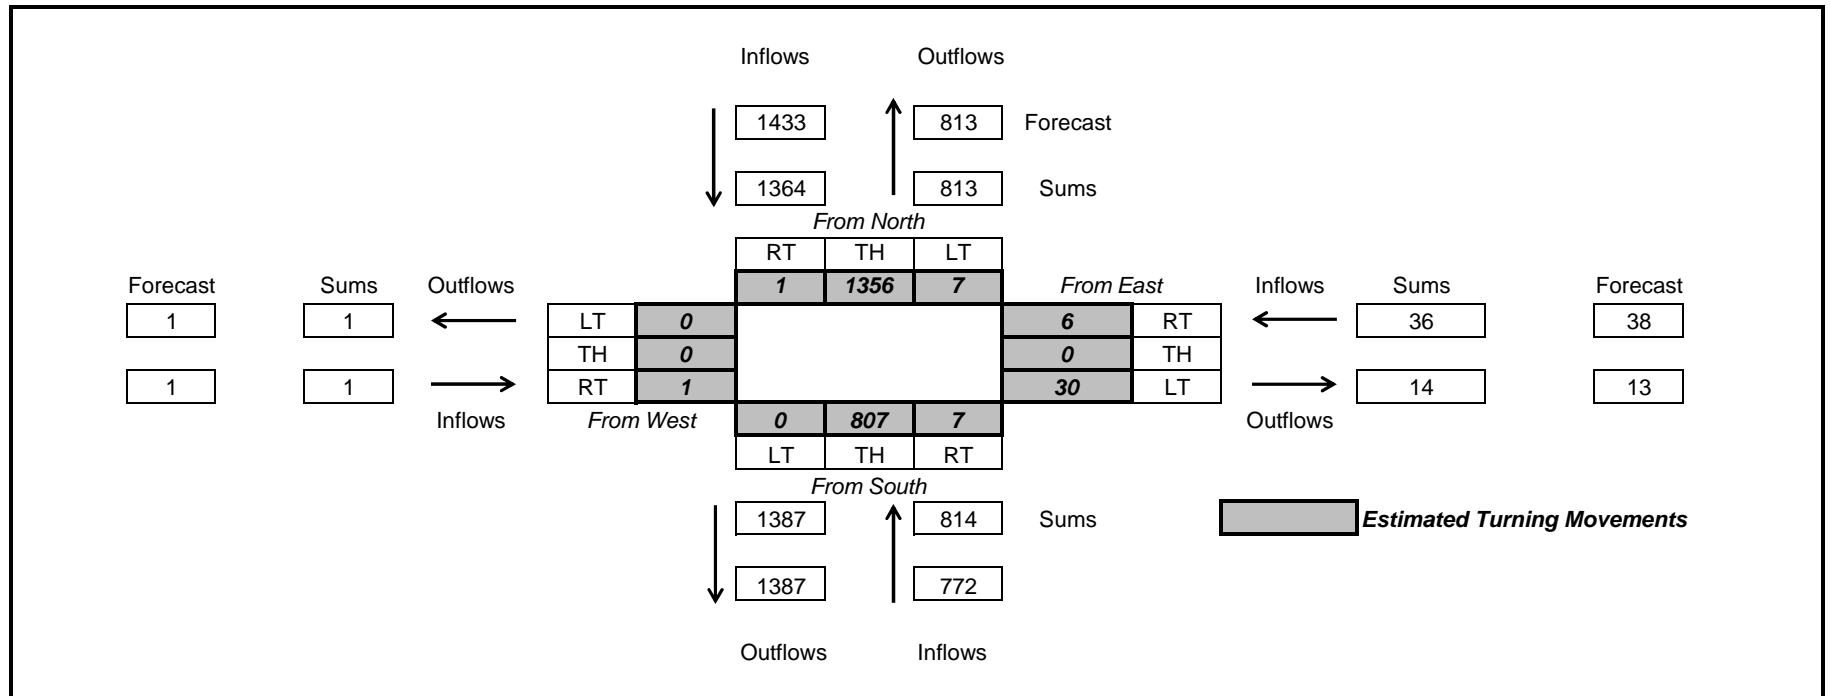 Inflows Outflows
1433 813 Forecast
1364 813 Sums
From North
RT TH LT
Forecast Sums Outflows 1 1356 7 From East Inflows Sums Forecast
1 1 LT 0 6 RT 36 38
TH 0 0 TH
1 1 RT 1 30 LT 14 13
Inflows From West 0 807 7 Outflows
LT TH RT
From South
1387 814 Sums Estimated Turning Movements
1387 772
Outflows Inflows